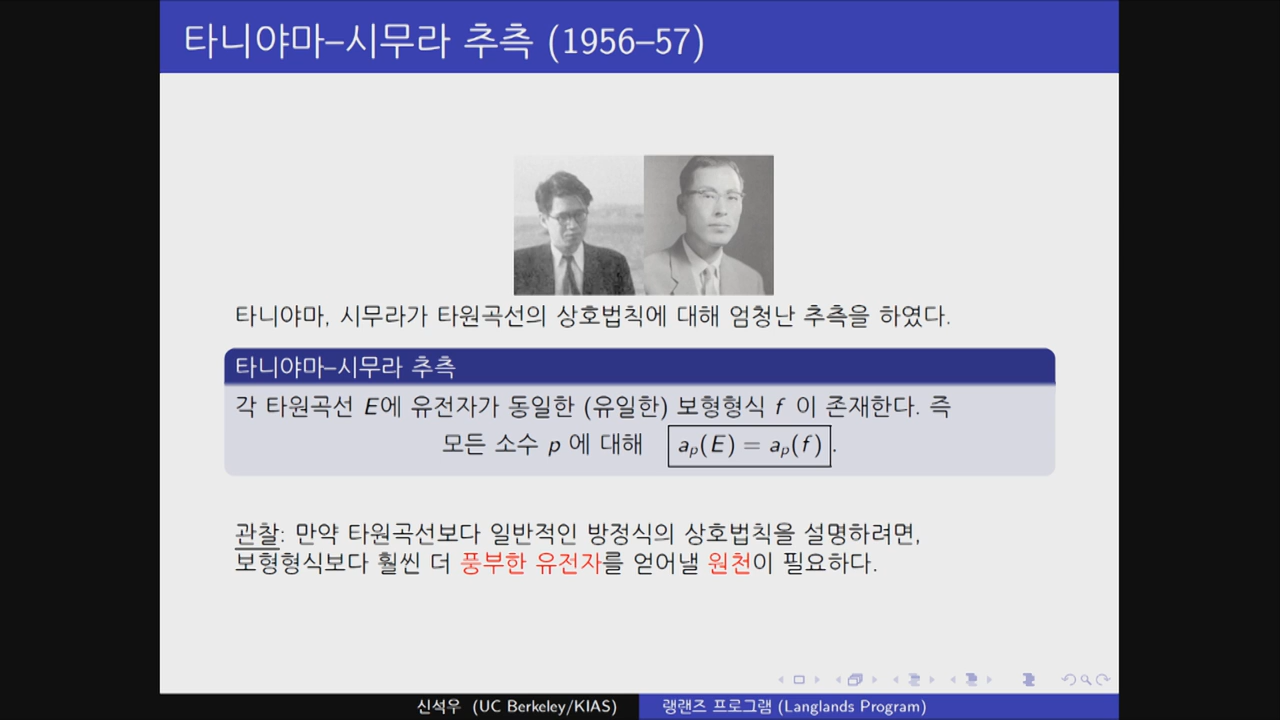 타니야마–시무라 추측 (1956–57)
타니야마, 시무라가 타원곡선의 상호법칙에 대해 엄청난 추측을 하였다.
타니야마–시무라 추측
각 타원곡선 E에 유전자가 동일한 (유일한) 보형형식 f 이 존재한다. 즉
모든 소수 p 에 대해 aₚ(E) = aₚ(f).
관찰: 만약 타원곡선보다 일반적인 방정식의 상호법칙을 설명하려면,
보형형식보다 훨씬 더 풍부한 유전자를 얻어낼 원천이 필요하다.
신석우 (UC Berkeley/KIAS) 랭랜즈 프로그램 (Langlands Program)